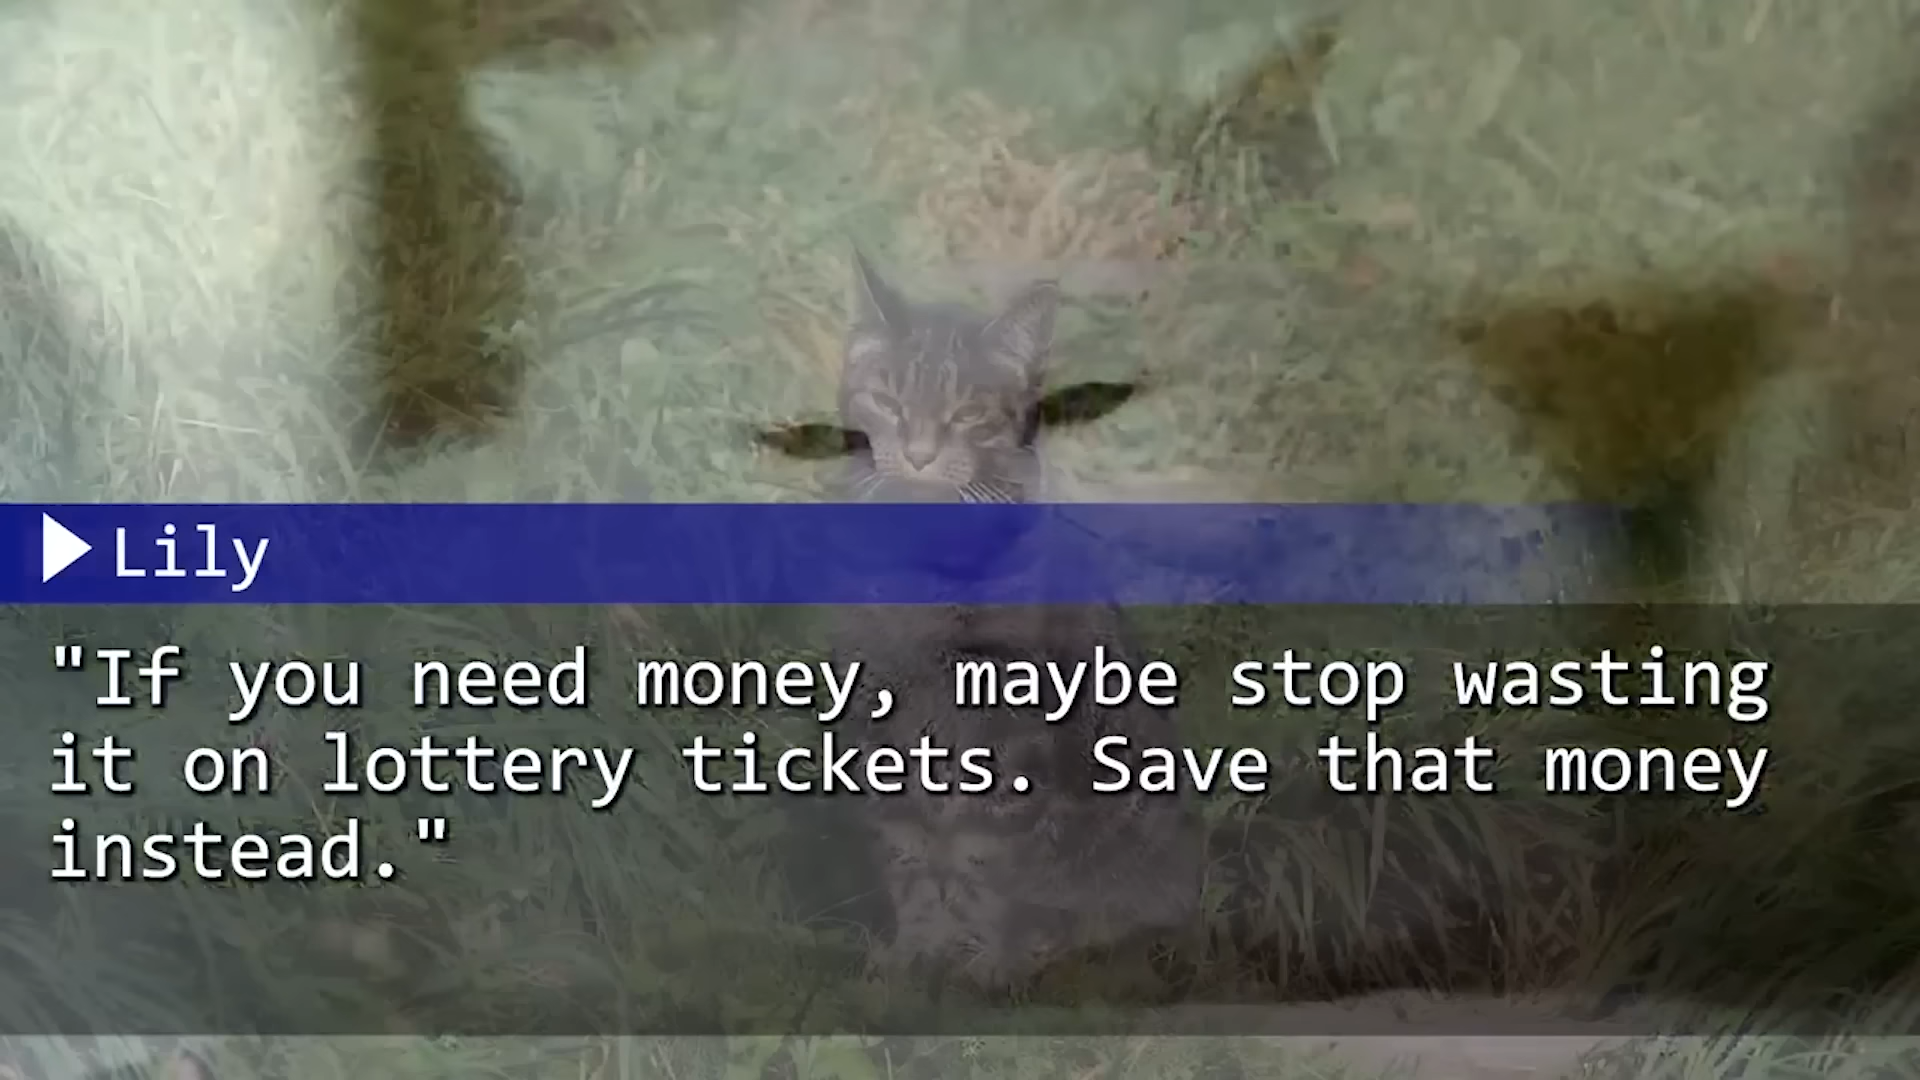 Lily
"If you need money, maybe stop wasting
it on lottery tickets. Save that money
instead."